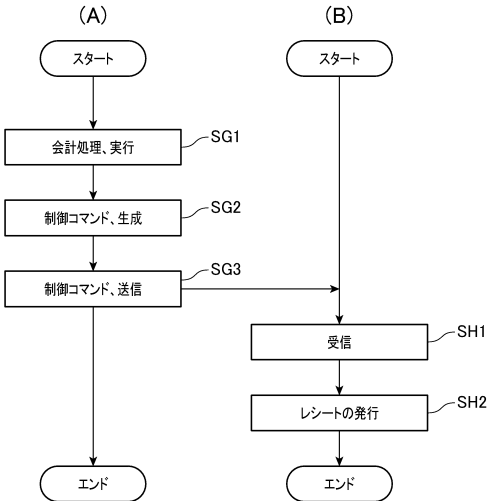 (A)
(B)
スタート
スタート
会計処理、実行
SG1
制御コマンド、生成
SG2
制御コマンド、送信
SG3
受信
SH1
レシートの発行
SH2
エンド
エンド